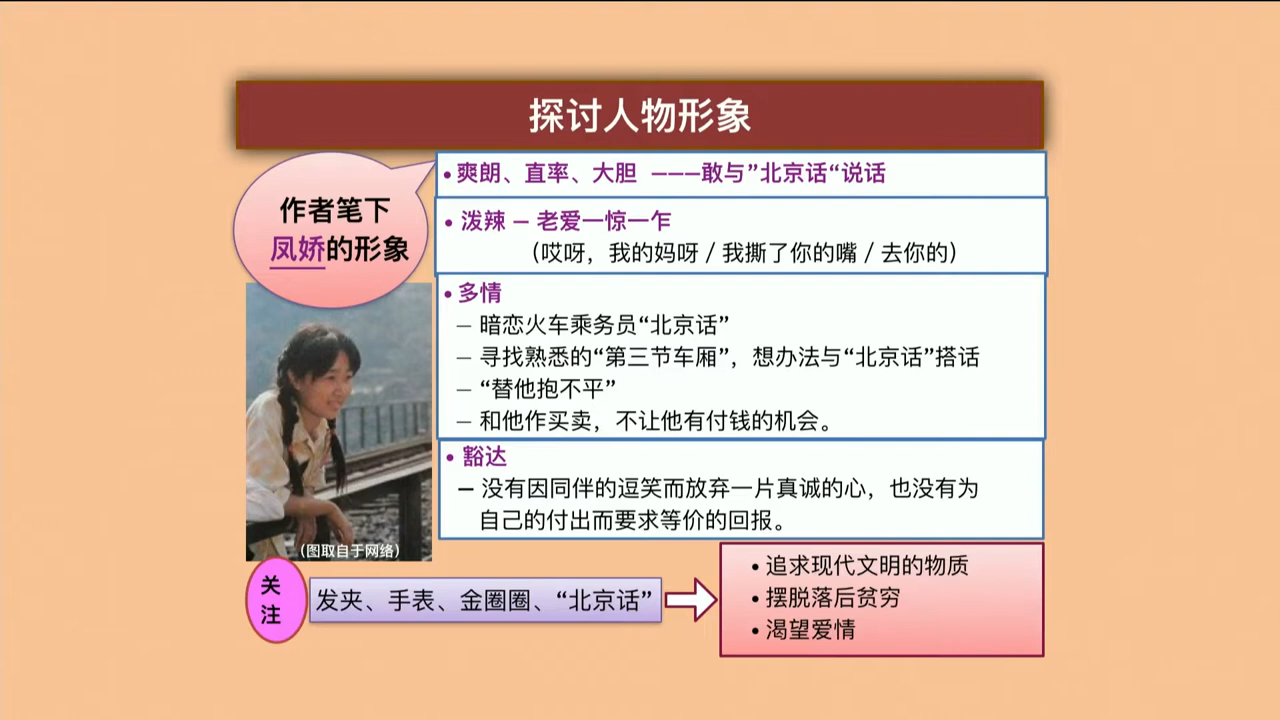 探讨人物形象
作者笔下
凤娇的形象
•爽朗、直率、大胆 ———敢与”北京话“说话
• 泼辣 — 老爱一惊一乍
（哎呀，我的妈呀 / 我撕了你的嘴 / 去你的）
•多情
— 暗恋火车乘务员“北京话”
— 寻找熟悉的“第三节车厢”，想办法与“北京话”搭话
— “替他抱不平”
— 和他作买卖，不让他有付钱的机会。
• 豁达
— 没有因同伴的逗笑而放弃一片真诚的心，也没有为
自己的付出而要求等价的回报。
（图取自于网络）
关
注
发夹、手表、金圈圈、“北京话”
•追求现代文明的物质
•摆脱落后贫穷
•渴望爱情